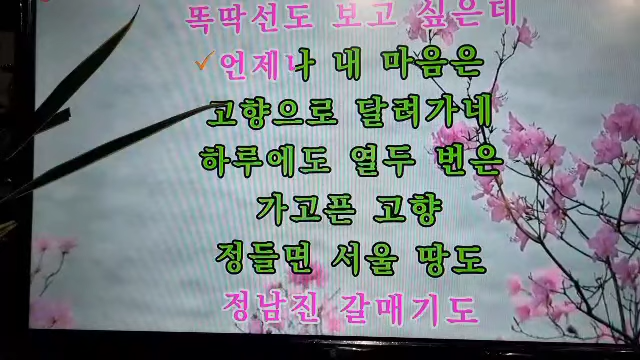 똑딱선도 보고 싶은데
언제나 내 마음은
고향으로 달려가네
하루에도 열두 번은
가고픈 고향
정들면 서울 땅도
정남진 갈매기도